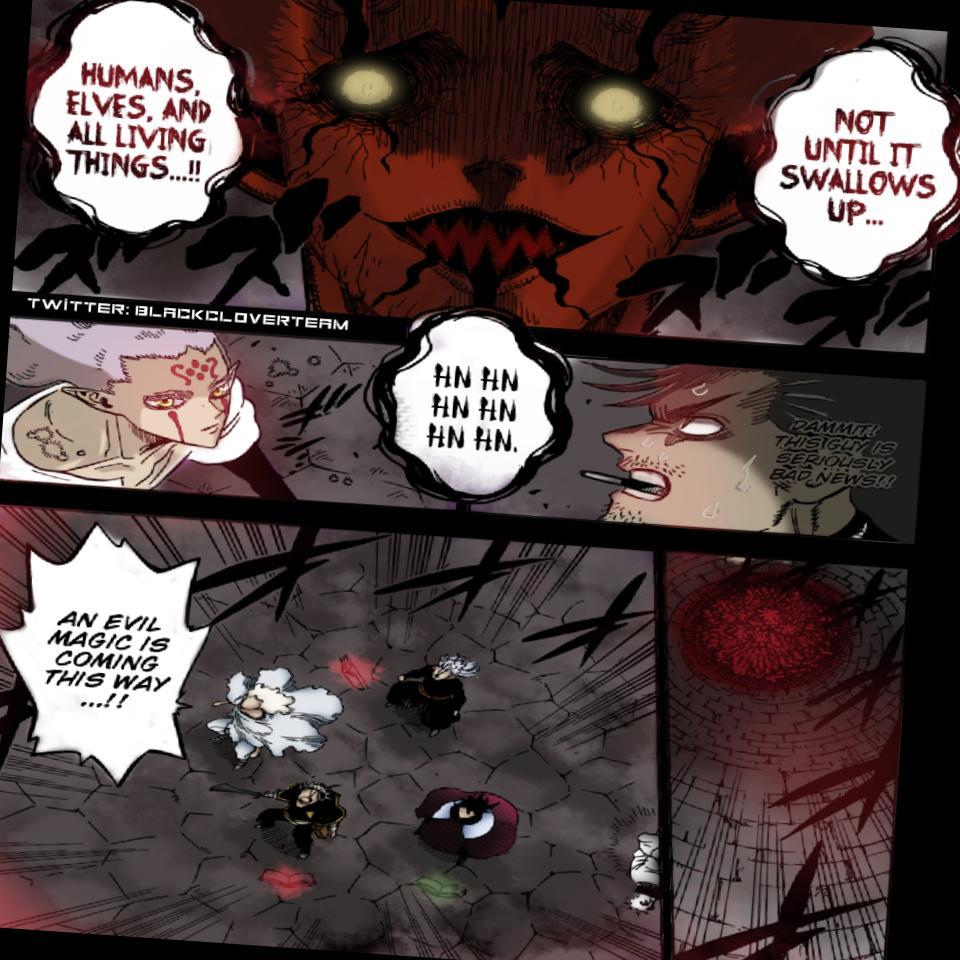 NOT
UNTIL IT
SWALLOWS
UP...
HUMANS,
ELVES, AND
ALL LIVING
THINGS...!!
TWITTER: BLACKCLOVERTEAM
DAMMIT!
THIS GUY IS
SERIOUSLY
BAD NEWS!!
HN HN
HN HN
HN HN.
AN EVIL
MAGIC IS
COMING
THIS WAY
...!!